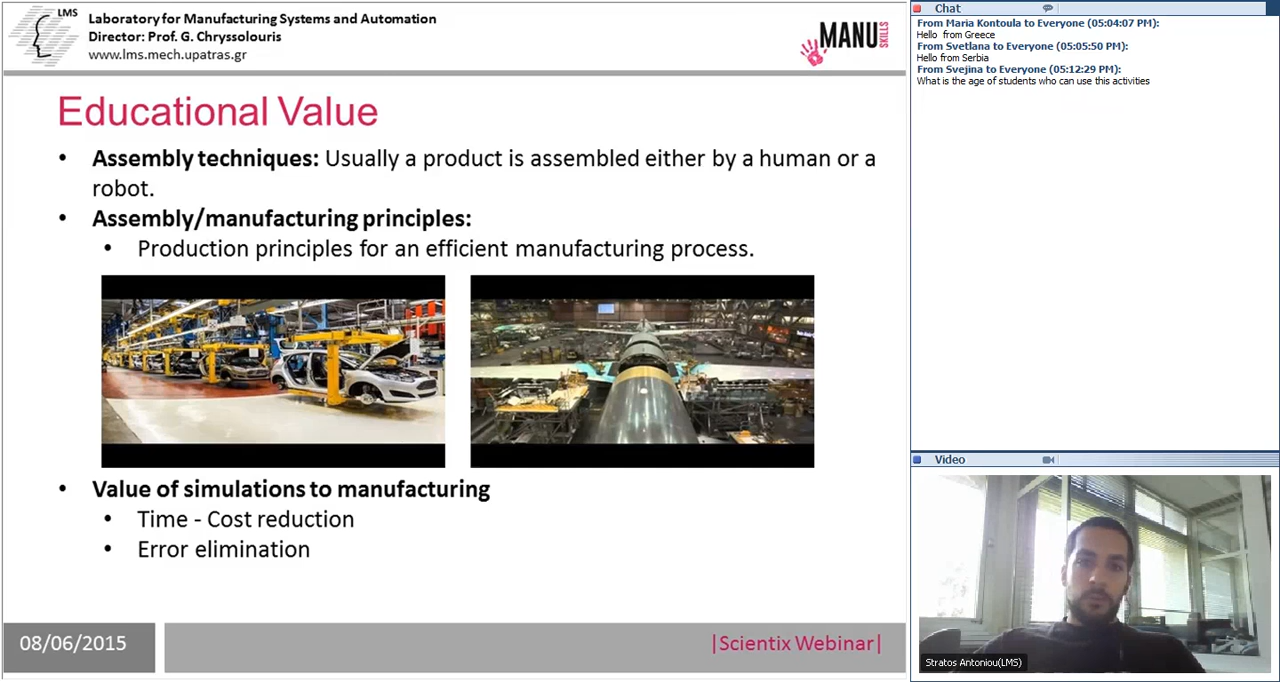 LMS
Laboratory for Manufacturing Systems and Automation
Director: Prof. G. Chryssolouris
www.lms.mech.upatras.gr
MANU
SKILLS
Educational Value
• Assembly techniques: Usually a product is assembled either by a human or a
robot.
• Assembly/manufacturing principles:
• Production principles for an efficient manufacturing process.
• Value of simulations to manufacturing
• Time - Cost reduction
• Error elimination
08/06/2015
|Scientix Webinar|
Chat
From Maria Kontoula to Everyone (05:04:07 PM):
Hello from Greece
From Svetlana to Everyone (05:05:50 PM):
Hello from Serbia
From Svejina to Everyone (05:12:29 PM):
What is the age of students who can use this activities
Video
Stratos Antoniou(LMS)